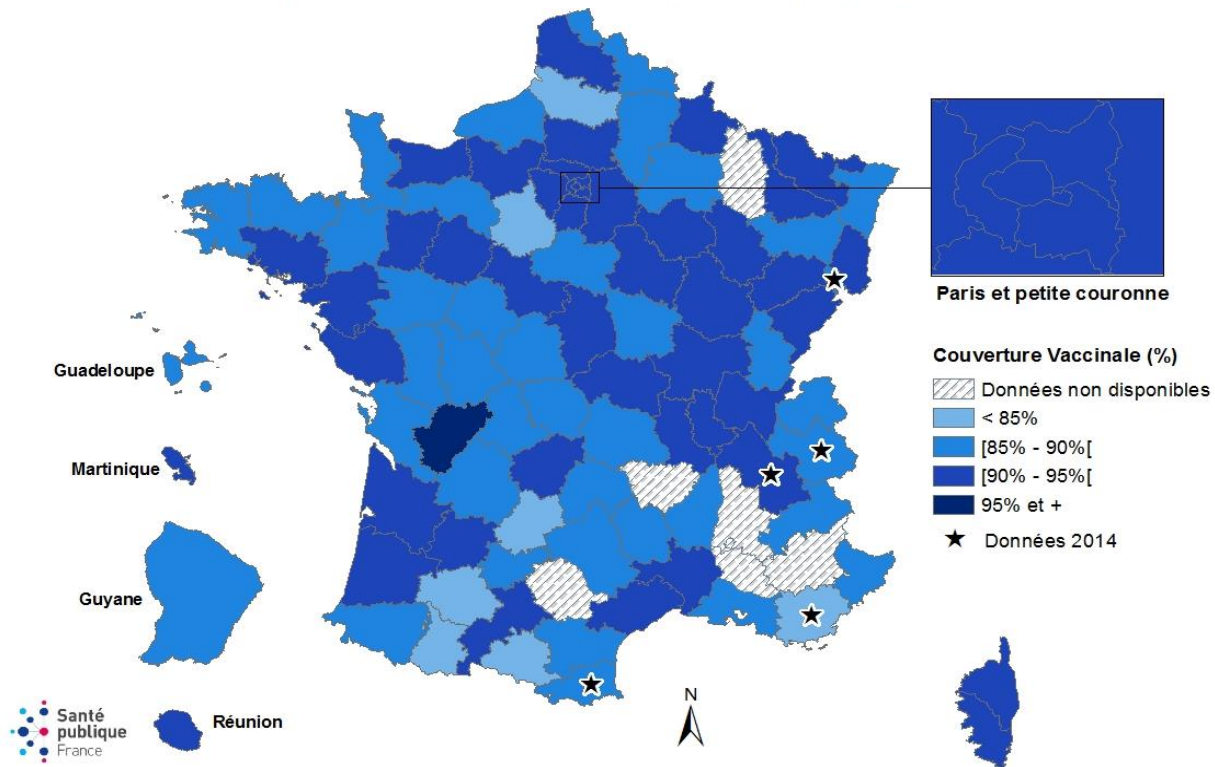 Paris et petite couronne
Couverture Vaccinale (%)
Données non disponibles
< 85%
[85% - 90%[
[90% - 95%[
95% et +
Données 2014
Guadeloupe
Martinique
Guyane
Réunion
Santé
publique
France
N